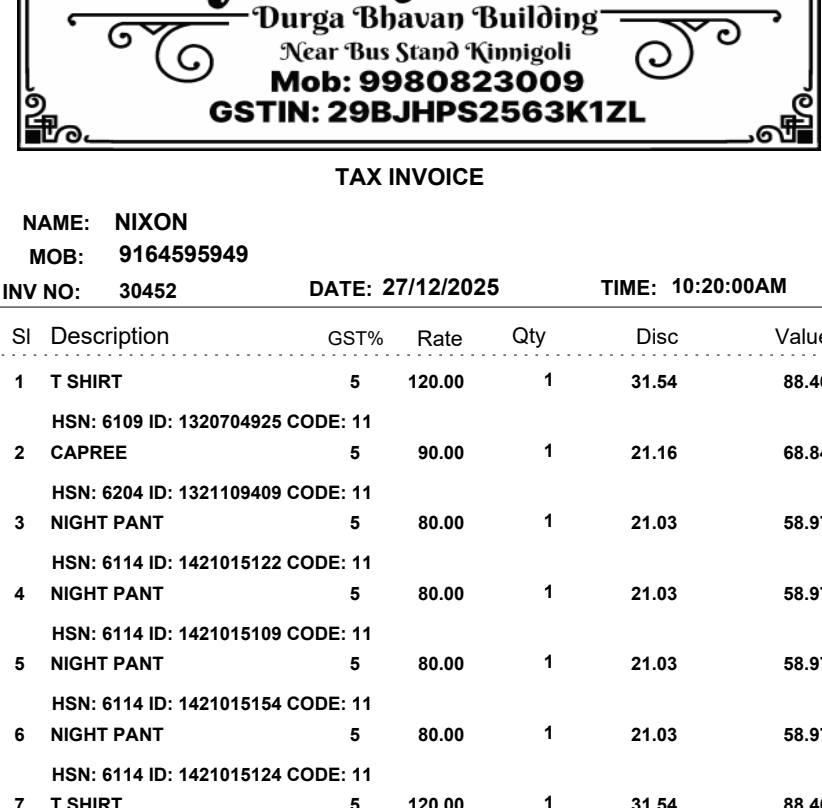 Durga Bhavan Building
Near Bus Stand Kinnigoli
Mob: 9980823009
GSTIN: 29BJHPS2563K1ZL
TAX INVOICE
NAME: NIXON
MOB: 9164595949
INV NO: 30452 DATE: 27/12/2025 TIME: 10:20:00AM
Sl Description GST% Rate Qty Disc
1 T SHIRT 5 120.00 1 31.54
HSN: 6109 ID: 1320704925 CODE: 11
2 CAPREE 5 90.00 1 21.16
HSN: 6204 ID: 1321109409 CODE: 11
3 NIGHT PANT 5 80.00 1 21.03
HSN: 6114 ID: 1421015122 CODE: 11
4 NIGHT PANT 5 80.00 1 21.03
HSN: 6114 ID: 1421015109 CODE: 11
5 NIGHT PANT 5 80.00 1 21.03
HSN: 6114 ID: 1421015154 CODE: 11
6 NIGHT PANT 5 80.00 1 21.03
HSN: 6114 ID: 1421015124 CODE: 11
7 T SHIRT 5 120.00 1 31.54